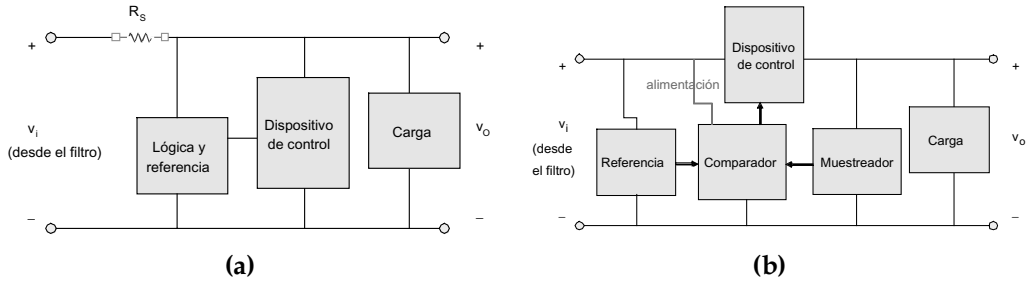 R_S
+
+
v_i
(desde el filtro)
Lógica y
referencia
Dispositivo
de control
Carga
v_O
−
−
(a)
Dispositivo
de control
+
+
alimentación
v_i
(desde
el filtro)
Referencia
Comparador
Muestreador
Carga
v_o
−
−
(b)